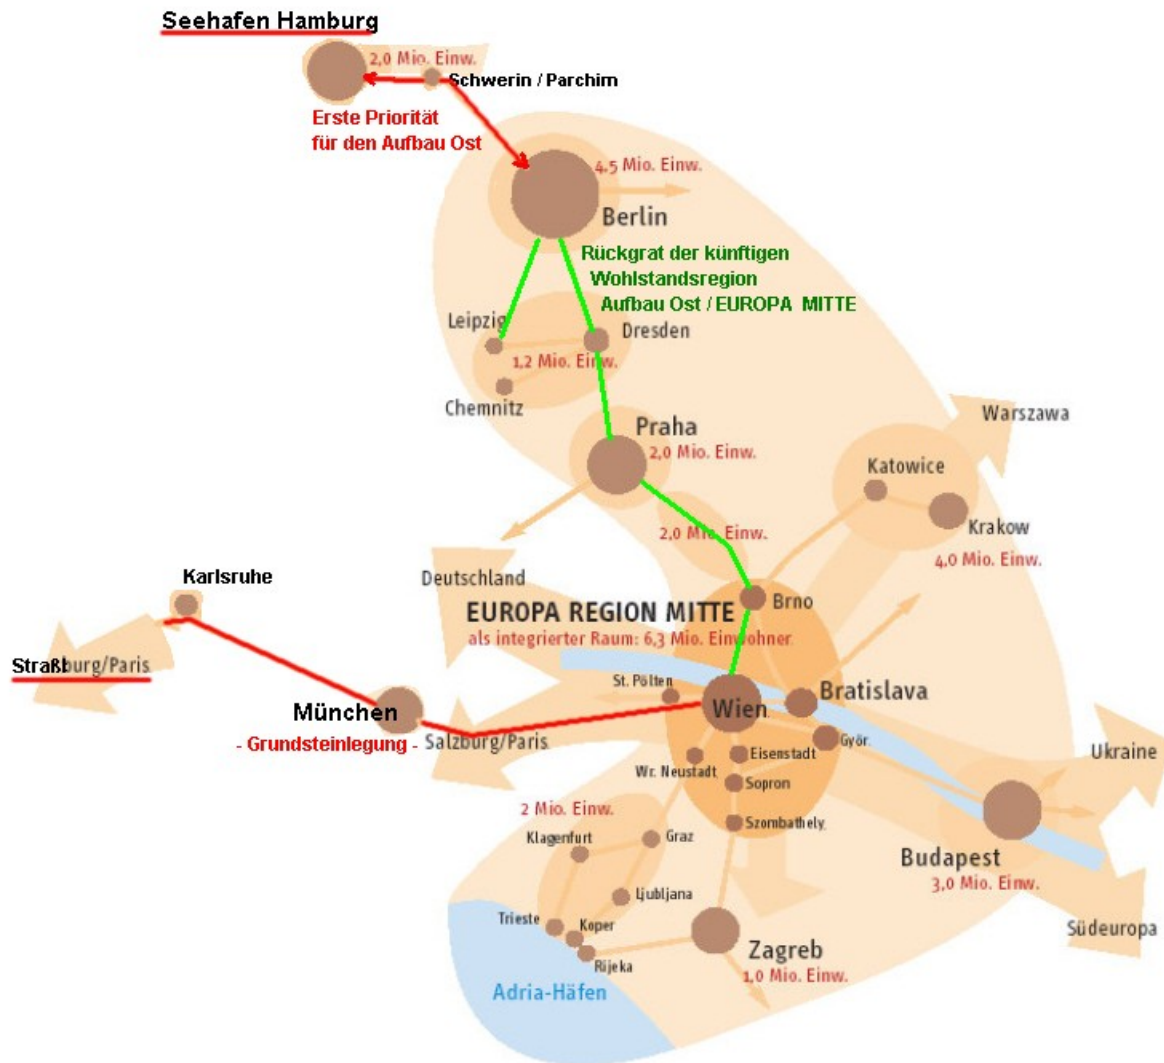 Seehafen Hamburg
2,0 Mio. Einw.
Schwerin / Parchim
Erste Priorität
für den Aufbau Ost
4,5 Mio. Einw.
Berlin
Rückgrat der künftigen
Wohlstandsregion
Aufbau Ost / EUROPA MITTE
Leipzig
Dresden
1,2 Mio. Einw.
Chemnitz
Praha
2,0 Mio. Einw.
Warszawa
Katowice
Krakow
4,0 Mio. Einw.
2,0 Mio. Einw.
Deutschland
Karlsruhe
Brno
EUROPA REGION MITTE
als integrierter Raum: 6,3 Mio. Einwohner
Straßburg/Paris
St. Pölten
Wien
Bratislava
München
- Grundsteinlegung -
Salzburg/Paris
Györ
Eisenstadt
Wr. Neustadt
Sopron
Ukraine
Szombathely
2 Mio. Einw.
Klagenfurt
Graz
Budapest
3,0 Mio. Einw.
Ljubljana
Trieste
Koper
Rijeka
Zagreb
1,0 Mio. Einw.
Südeuropa
Adria-Häfen